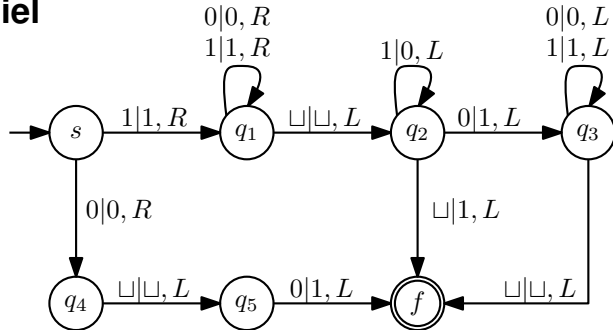 iel
0|0, R
1|1, R
1|0, L
0|0, L
1|1, L
s
1|1, R
q₁
⊔|⊔, L
q₂
0|1, L
q₃
0|0, R
⊔|1, L
q₄
⊔|⊔, L
q₅
0|1, L
f
⊔|⊔, L